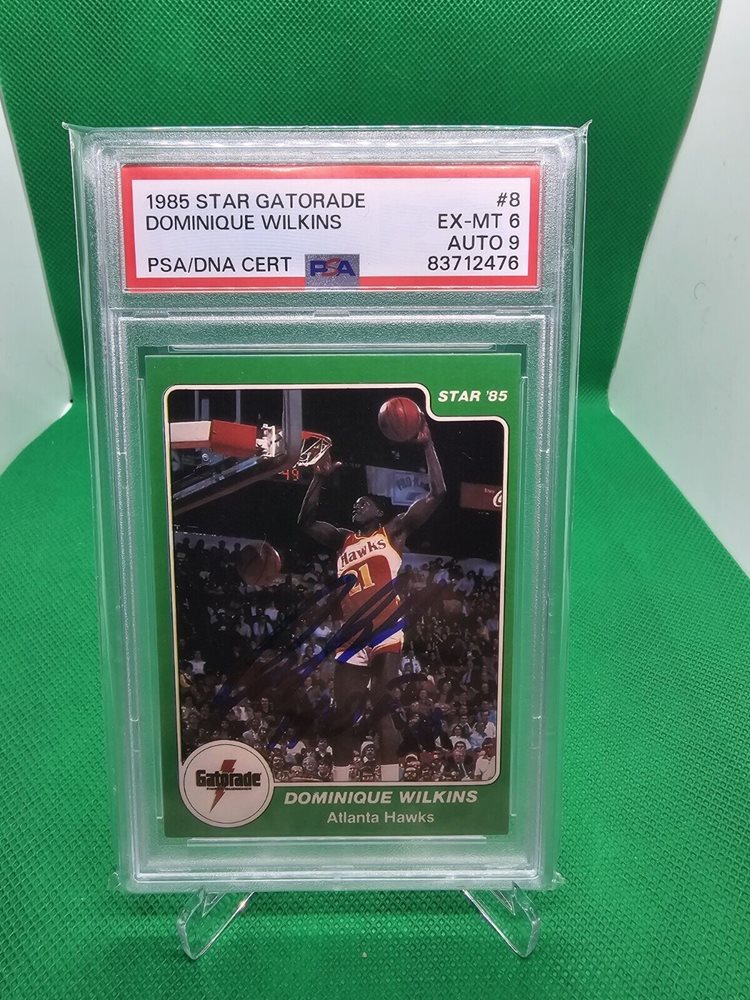 1985 STAR GATORADE #8
DOMINIQUE WILKINS EX-MT 6
AUTO 9
PSA/DNA CERT PSA 83712476
STAR '85
49
Hawks
21
Gatorade
DOMINIQUE WILKINS
Atlanta Hawks